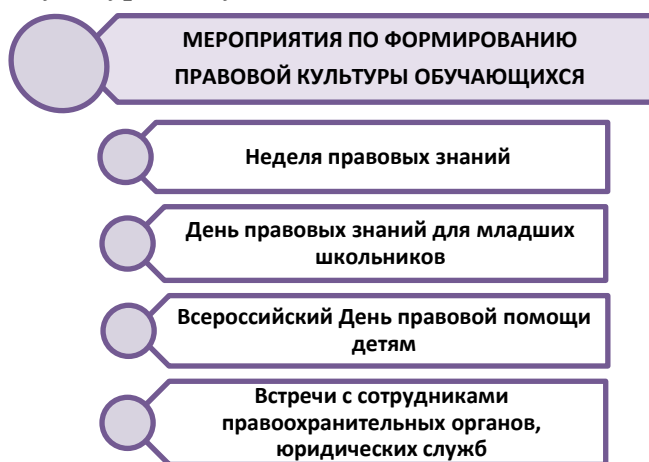 МЕРОПРИЯТИЯ ПО ФОРМИРОВАНИЮ
ПРАВОВОЙ КУЛЬТУРЫ ОБУЧАЮЩИХСЯ
Неделя правовых знаний
День правовых знаний для младших
школьников
Всероссийский День правовой помощи
детям
Встречи с сотрудниками
правоохранительных органов,
юридических служб